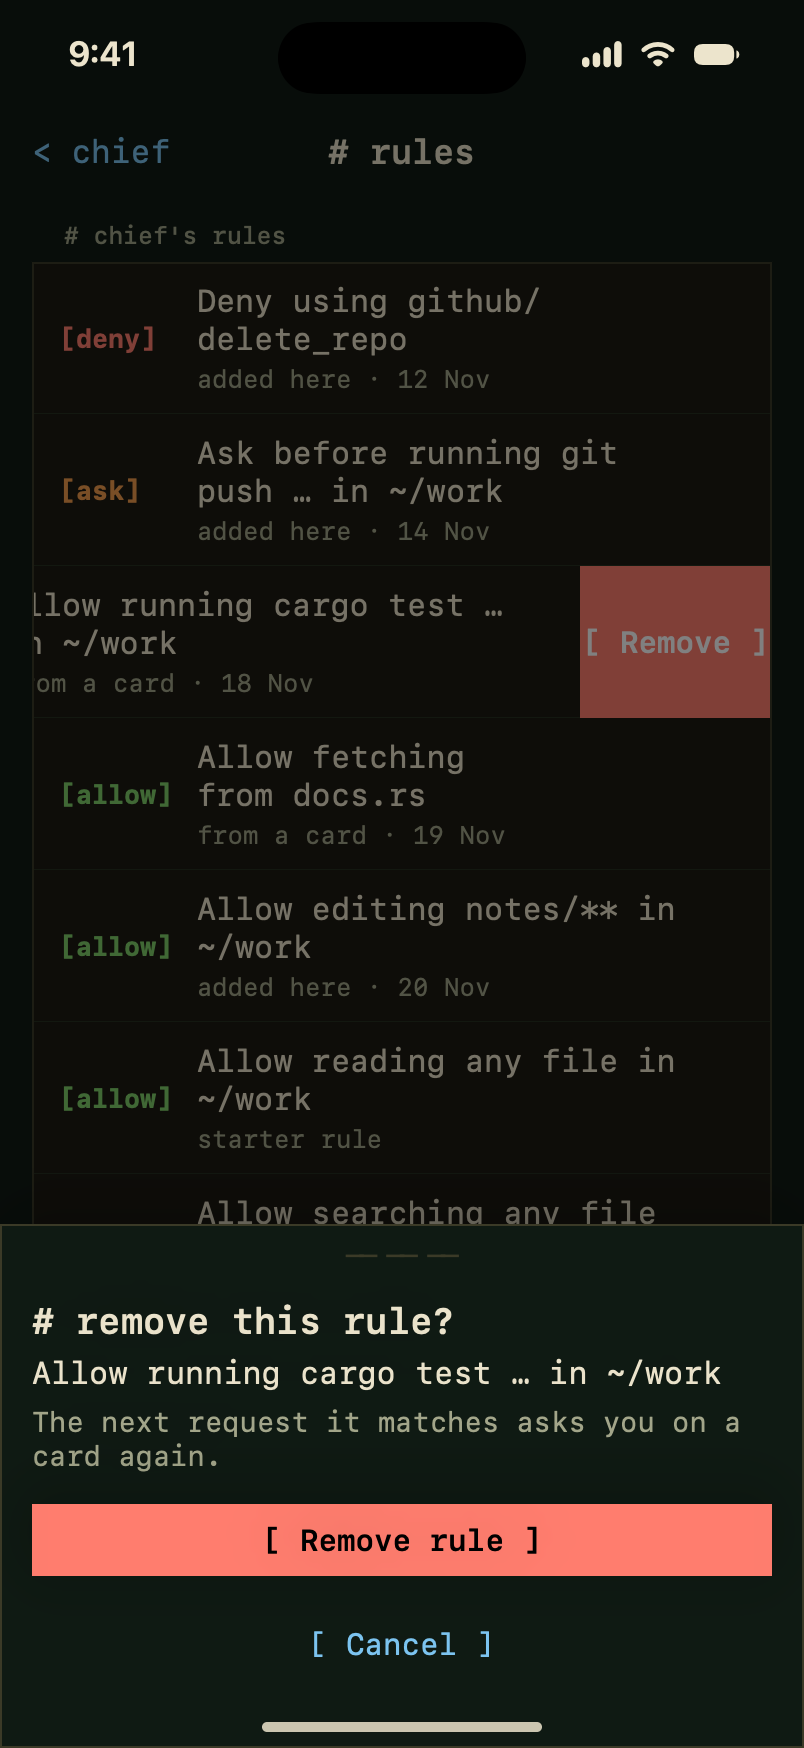 9:41
< chief
# rules
# chief's rules
[deny]
Deny using github/
delete_repo
added here · 12 Nov
[ask]
Ask before running git
push … in ~/work
added here · 14 Nov
llow running cargo test …
n ~/work
om a card · 18 Nov
[ Remove ]
[allow]
Allow fetching
from docs.rs
from a card · 19 Nov
[allow]
Allow editing notes/** in
~/work
added here · 20 Nov
[allow]
Allow reading any file in
~/work
starter rule
Allow searching any file
# remove this rule?
Allow running cargo test … in ~/work
The next request it matches asks you on a
card again.
[ Remove rule ]
[ Cancel ]